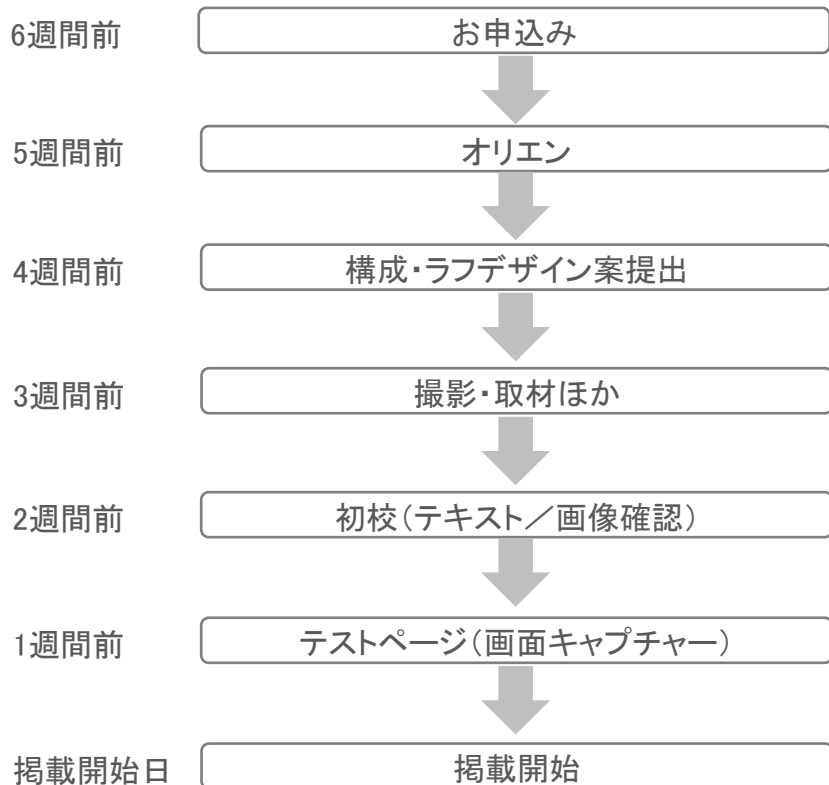 6週間前 お申込み
5週間前 オリエン
4週間前 構成・ラフデザイン案提出
3週間前 撮影・取材ほか
2週間前 初校（テキスト／画像確認）
1週間前 テストページ（画面キャプチャー）
掲載開始日 掲載開始